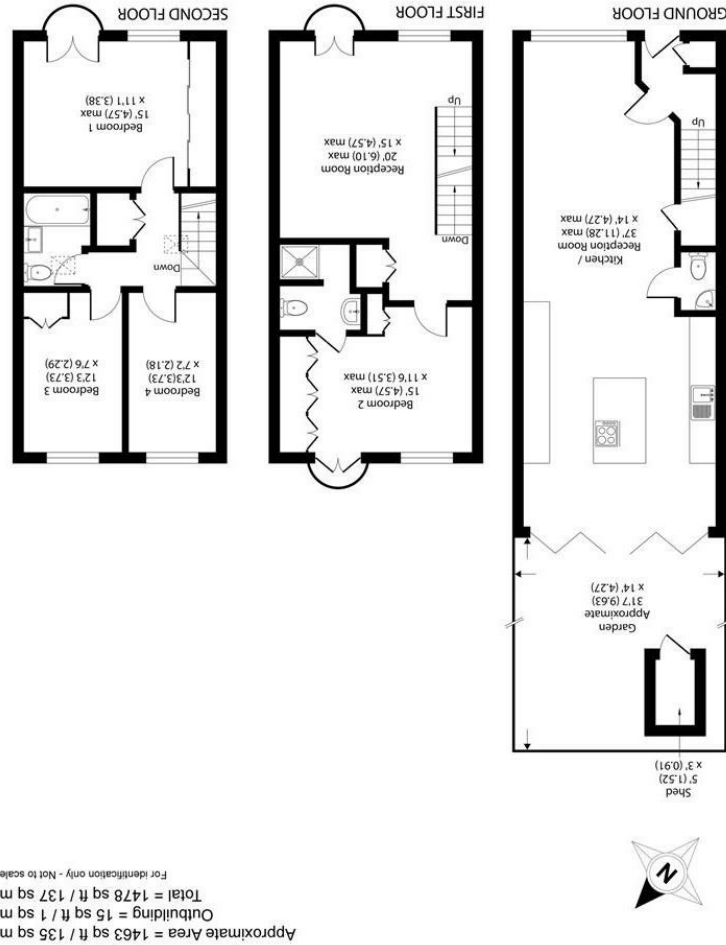 Approximate Area = 1463 sq ft / 135 sq m
Outbuilding = 15 sq ft / 1 sq m
Total = 1478 sq ft / 137 sq m
For identification only - Not to scale
N
Shed
5' (1.52)
x 3' (0.91)
Garden
Approximate
31'7 (9.63)
x 14' (4.27)
Kitchen /
Reception Room
37' (11.28) max
x 14' (4.27) max
Up
GROUND FLOOR
Bedroom 2
15' (4.57) max
x 11'6 (3.51) max
Down
Reception Room
20' (6.10) max
x 15' (4.57) max
Up
FIRST FLOOR
Bedroom 4
12'3(3.73)
x 7'2 (2.18)
Bedroom 3
12'3 (3.73)
x 7'6 (2.29)
Down
Bedroom 1
15' (4.57) max
x 11'1 (3.38)
SECOND FLOOR